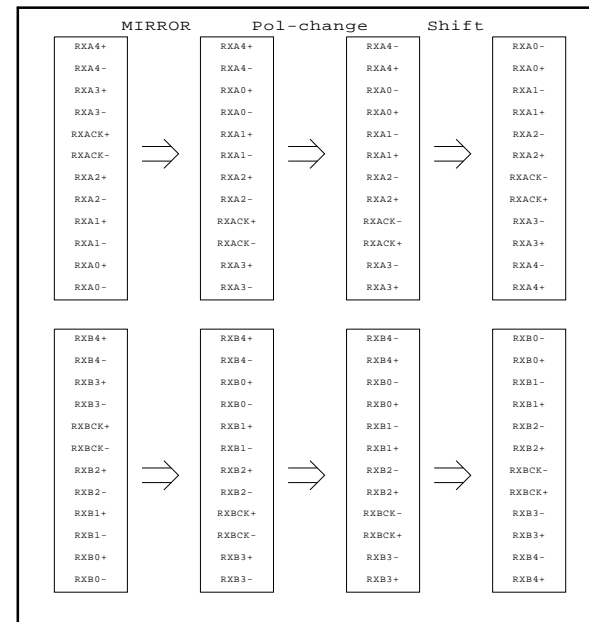 MIRROR Pol-change Shift
RXA4+ RXA4+ RXA4- RXA0-
RXA4- RXA4- RXA4+ RXA0+
RXA3+ RXA0+ RXA0- RXA1-
RXA3- RXA0- RXA0+ RXA1+
RXACK+ RXA1+ RXA1- RXA2-
RXACK- RXA1- RXA1+ RXA2+
RXA2+ RXA2+ RXA2- RXACK-
RXA2- RXA2- RXA2+ RXACK+
RXA1+ RXACK+ RXACK- RXA3-
RXA1- RXACK- RXACK+ RXA3+
RXA0+ RXA3+ RXA3- RXA4-
RXA0- RXA3- RXA3+ RXA4+
RXB4+ RXB4+ RXB4- RXB0-
RXB4- RXB4- RXB4+ RXB0+
RXB3+ RXB0+ RXB0- RXB1-
RXB3- RXB0- RXB0+ RXB1+
RXBCK+ RXB1+ RXB1- RXB2-
RXBCK- RXB1- RXB1+ RXB2+
RXB2+ RXB2+ RXB2- RXBCK-
RXB2- RXB2- RXB2+ RXBCK+
RXB1+ RXBCK+ RXBCK- RXB3-
RXB1- RXBCK- RXBCK+ RXB3+
RXB0+ RXB3+ RXB3- RXB4-
RXB0- RXB3- RXB3+ RXB4+